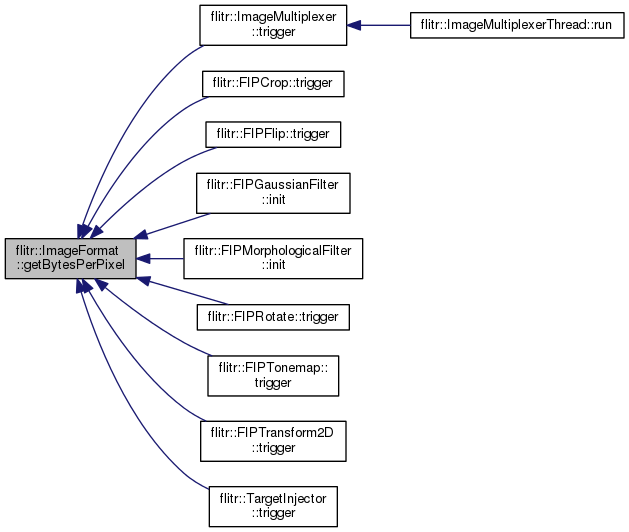 flitr::ImageMultiplexer
::trigger
flitr::ImageMultiplexerThread::run
flitr::FIPCrop::trigger
flitr::FIPFlip::trigger
flitr::FIPGaussianFilter
::init
flitr::ImageFormat
::getBytesPerPixel
flitr::FIPMorphologicalFilter
::init
flitr::FIPRotate::trigger
flitr::FIPTonemap::
trigger
flitr::FIPTransform2D
::trigger
flitr::TargetInjector
::trigger